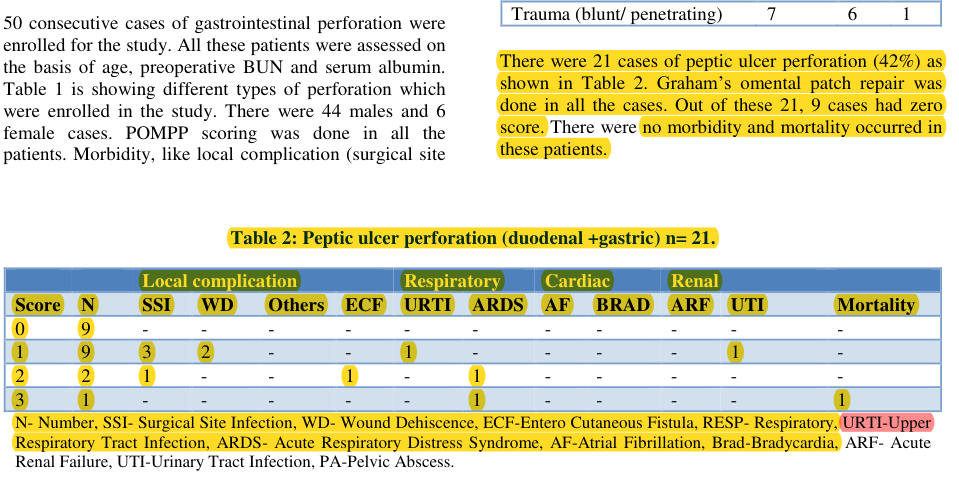 50 consecutive cases of gastrointestinal perforation were
enrolled for the study. All these patients were assessed on
the basis of age, preoperative BUN and serum albumin.
Table 1 is showing different types of perforation which
were enrolled in the study. There were 44 males and 6
female cases. POMPP scoring was done in all the
patients. Morbidity, like local complication (surgical site
Trauma (blunt/ penetrating) 7 6 1
There were 21 cases of peptic ulcer perforation (42%) as
shown in Table 2. Graham's omental patch repair was
done in all the cases. Out of these 21, 9 cases had zero
score. There were no morbidity and mortality occurred in
these patients.
Table 2: Peptic ulcer perforation (duodenal +gastric) n= 21.
Local complication Respiratory Cardiac Renal
Score N SSI WD Others ECF URTI ARDS AF BRAD ARF UTI Mortality
0 9 - - - - - - - - - - -
1 9 3 2 - - 1 - - - - 1 -
2 2 1 - - 1 - 1 - - - - -
3 1 - - - - - 1 - - - - 1
N- Number, SSI- Surgical Site Infection, WD- Wound Dehiscence, ECF-Entero Cutaneous Fistula, RESP- Respiratory, URTI-Upper
Respiratory Tract Infection, ARDS- Acute Respiratory Distress Syndrome, AF-Atrial Fibrillation, Brad-Bradycardia, ARF- Acute
Renal Failure, UTI-Urinary Tract Infection, PA-Pelvic Abscess.